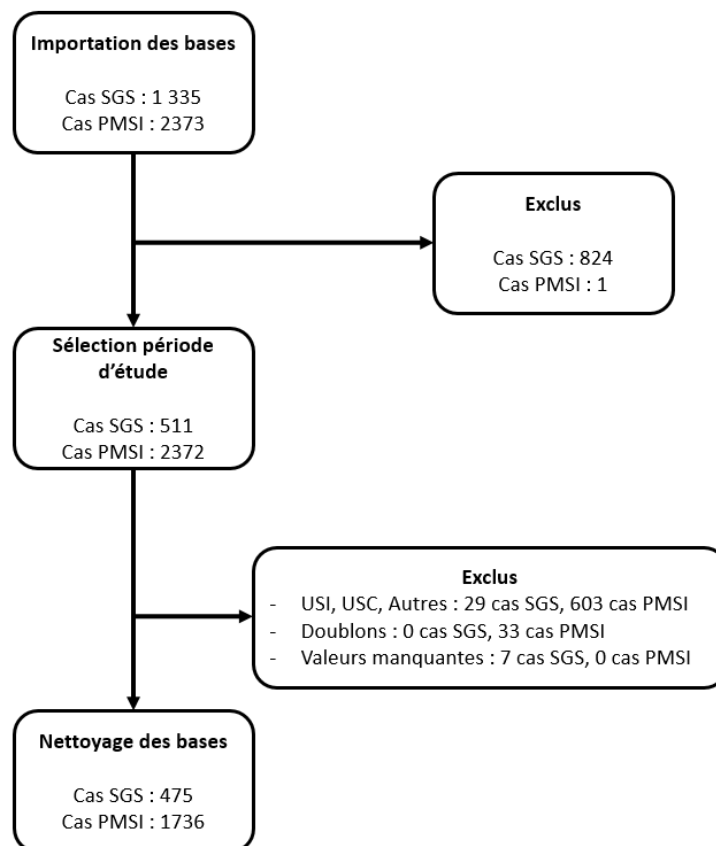 Importation des bases
Cas SGS : 1 335
Cas PMSI : 2373
Exclus
Cas SGS : 824
Cas PMSI : 1
Sélection période
d’étude
Cas SGS : 511
Cas PMSI : 2372
Exclus
- USI, USC, Autres : 29 cas SGS, 603 cas PMSI
- Doublons : 0 cas SGS, 33 cas PMSI
- Valeurs manquantes : 7 cas SGS, 0 cas PMSI
Nettoyage des bases
Cas SGS : 475
Cas PMSI : 1736